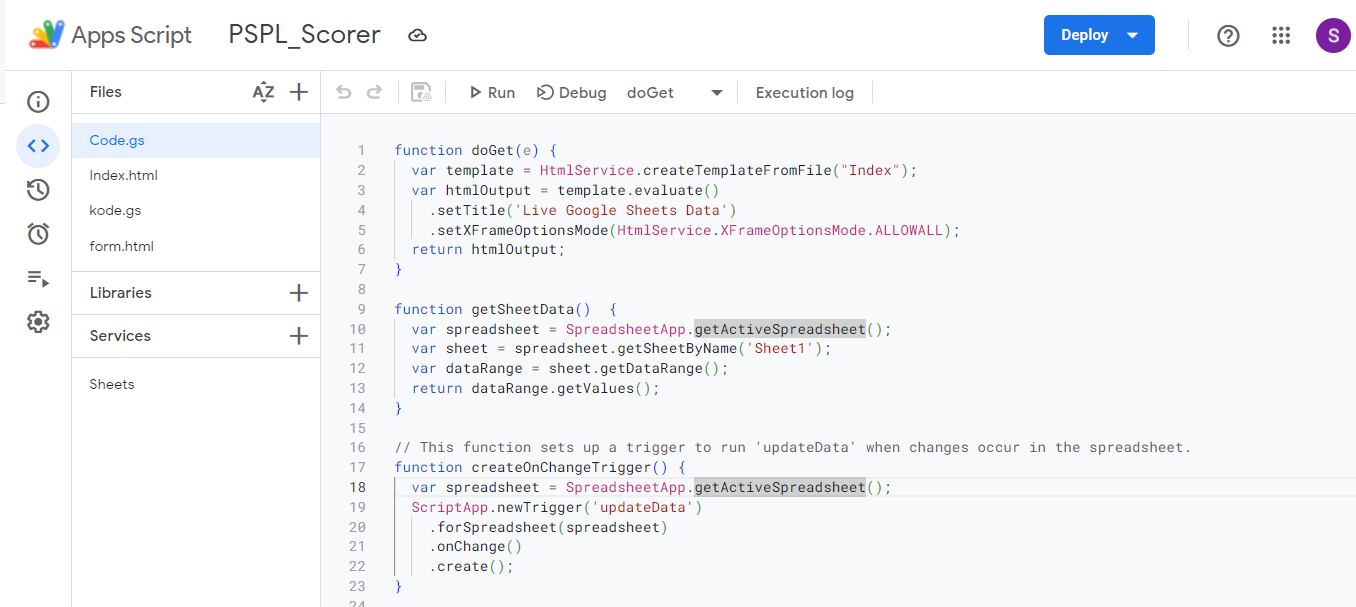 Apps Script PSPL_Scorer Deploy S
Files AZ
Run Debug doGet Execution log
Code.gs
Index.html
kode.gs
form.html
Libraries
Services
Sheets
1 function doGet(e) {
2 var template = HtmlService.createTemplateFromFile("Index");
3 var htmlOutput = template.evaluate()
4 .setTitle('Live Google Sheets Data')
5 .setXFrameOptionsMode(HtmlService.XFrameOptionsMode.ALLOWALL);
6 return htmlOutput;
7 }
8
9 function getSheetData()  {
10 var spreadsheet = SpreadsheetApp.getActiveSpreadsheet();
11 var sheet = spreadsheet.getSheetByName('Sheet1');
12 var dataRange = sheet.getDataRange();
13 return dataRange.getValues();
14 }
15
16 // This function sets up a trigger to run 'updateData' when changes occur in the spreadsheet.
17 function createOnChangeTrigger() {
18 var spreadsheet = SpreadsheetApp.getActiveSpreadsheet();
19 ScriptApp.newTrigger('updateData')
20 .forSpreadsheet(spreadsheet)
21 .onChange()
22 .create();
23 }
24